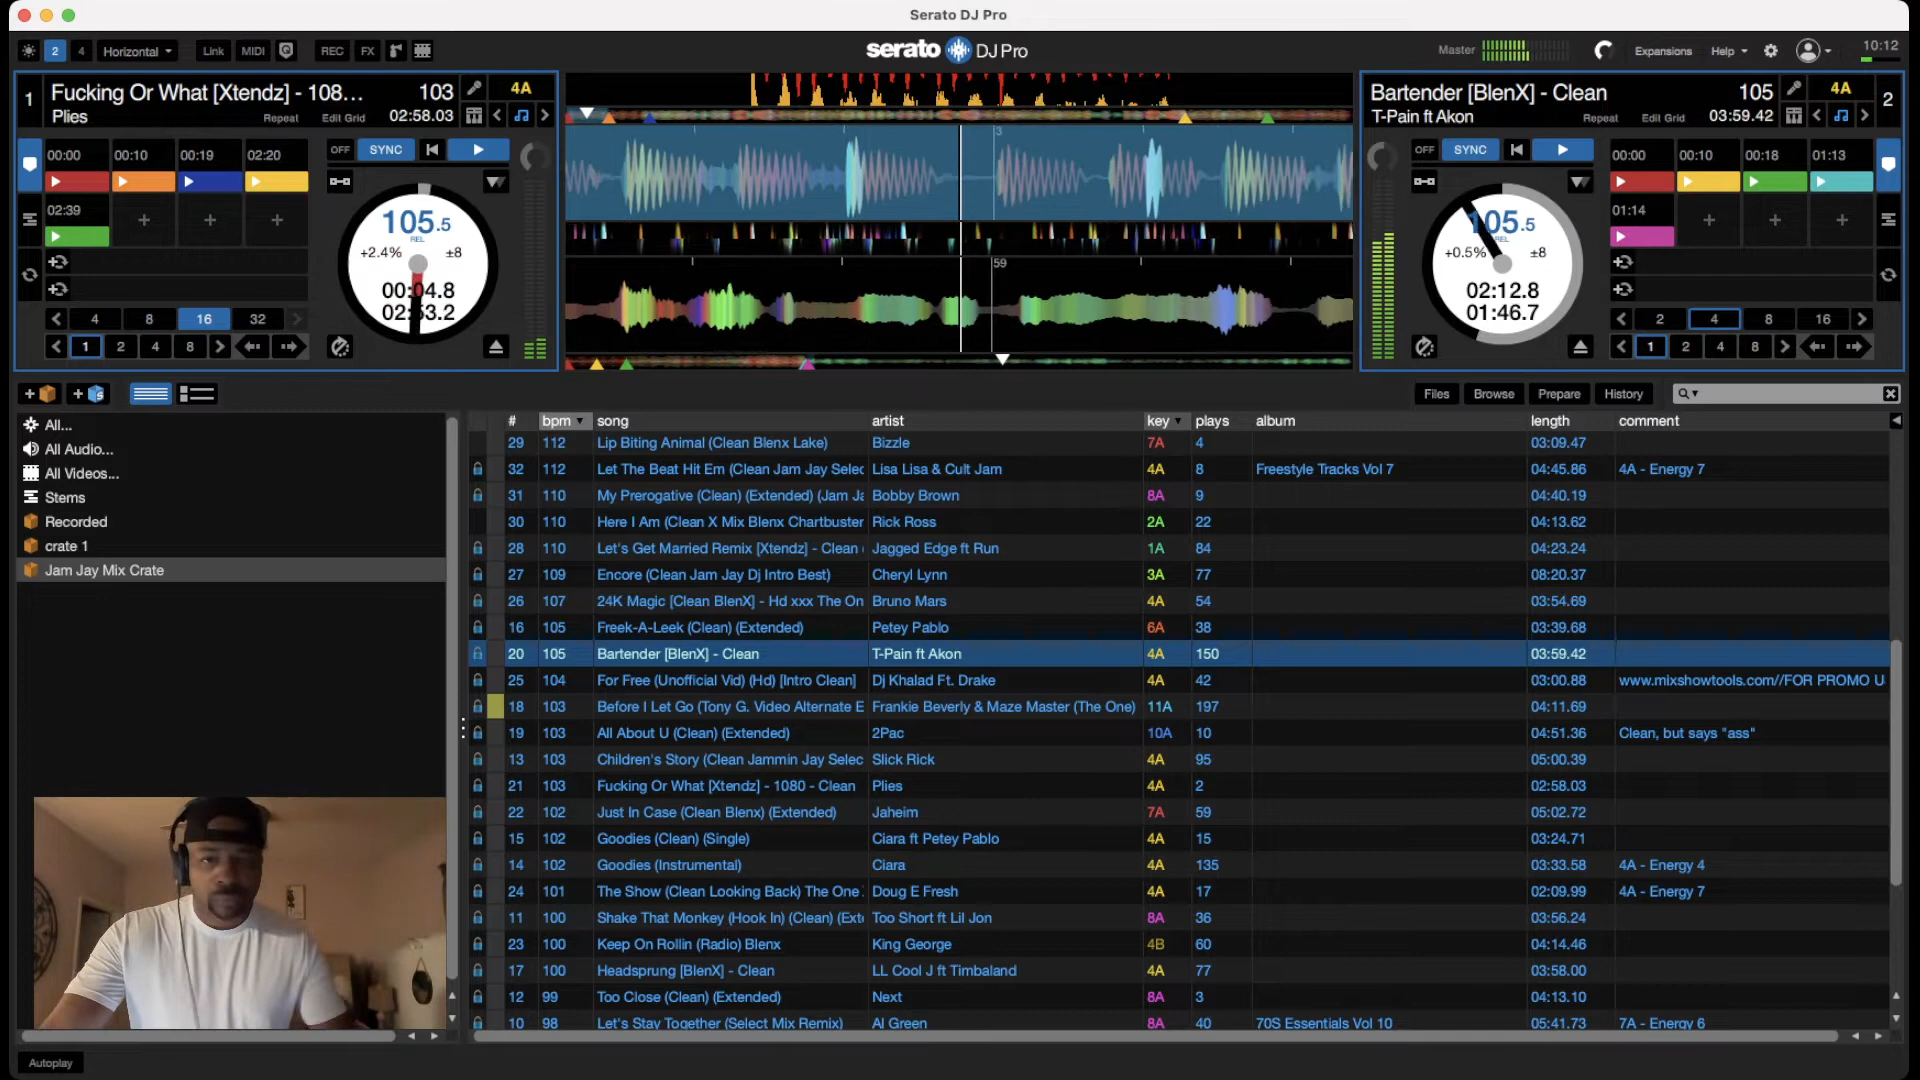 Serato DJ Pro
2 4 Horizontal Link MIDI REC FX
serato DJ Pro
Master Expansions Help 10:12
1 Fucking Or What [Xtendz] - 108... 103 4A
Plies Repeat Edit Grid 02:58.03
00:00 00:10 00:19 02:20
OFF SYNC
02:39
105.5
REL
+2.4% ±8
00:04.8
02:53.2
4 8 16 32
1 2 4 8
3
59
Bartender [BlenX] - Clean 105 4A 2
T-Pain ft Akon Repeat Edit Grid 03:59.42
OFF SYNC
00:00 00:10 00:18 01:13
01:14
105.5
REL
+0.5% ±8
02:12.8
01:46.7
2 4 8 16
1 2 4 8
Files Browse Prepare History
All...
All Audio...
All Videos...
Stems
Recorded
crate 1
Jam Jay Mix Crate
# bpm song artist key plays album length comment
29 112 Lip Biting Animal (Clean Blenx Lake) Bizzle 7A 4 03:09.47
32 112 Let The Beat Hit Em (Clean Jam Jay Selec Lisa Lisa & Cult Jam 4A 8 Freestyle Tracks Vol 7 04:45.86 4A - Energy 7
31 110 My Prerogative (Clean) (Extended) (Jam Ja Bobby Brown 8A 9 04:40.19
30 110 Here I Am (Clean X Mix Blenx Chartbuster Rick Ross 2A 22 04:13.62
28 110 Let's Get Married Remix [Xtendz] - Clean Jagged Edge ft Run 1A 84 04:23.24
27 109 Encore (Clean Jam Jay Dj Intro Best) Cheryl Lynn 3A 77 08:20.37
26 107 24K Magic [Clean BlenX] - Hd xxx The On Bruno Mars 4A 54 03:54.69
16 105 Freek-A-Leek (Clean) (Extended) Petey Pablo 6A 38 03:39.68
20 105 Bartender [BlenX] - Clean T-Pain ft Akon 4A 150 03:59.42
25 104 For Free (Unofficial Vid) (Hd) [Intro Clean] Dj Khalad Ft. Drake 4A 42 03:00.88 www.mixshowtools.com//FOR PROMO U
18 103 Before I Let Go (Tony G. Video Alternate E Frankie Beverly & Maze Master (The One) 11A 197 04:11.69
19 103 All About U (Clean) (Extended) 2Pac 10A 10 04:51.36 Clean, but says "ass"
13 103 Children's Story (Clean Jammin Jay Selec Slick Rick 4A 95 05:00.39
21 103 Fucking Or What [Xtendz] - 1080 - Clean Plies 4A 2 02:58.03
22 102 Just In Case (Clean Blenx) (Extended) Jaheim 7A 59 05:02.72
15 102 Goodies (Clean) (Single) Ciara ft Petey Pablo 4A 15 03:24.71
14 102 Goodies (Instrumental) Ciara 4A 135 03:33.58 4A - Energy 4
24 101 The Show (Clean Looking Back) The One Doug E Fresh 4A 17 02:09.99 4A - Energy 7
11 100 Shake That Monkey (Hook In) (Clean) (Ext Too Short ft Lil Jon 8A 36 03:56.24
23 100 Keep On Rollin (Radio) Blenx King George 4B 60 04:14.46
17 100 Headsprung [BlenX] - Clean LL Cool J ft Timbaland 4A 77 03:58.00
12 99 Too Close (Clean) (Extended) Next 8A 3 04:13.10
10 98 Let's Stay Together (Select Mix Remix) Al Green 8A 40 70S Essentials Vol 10 05:41.73 7A - Energy 6
Autoplay